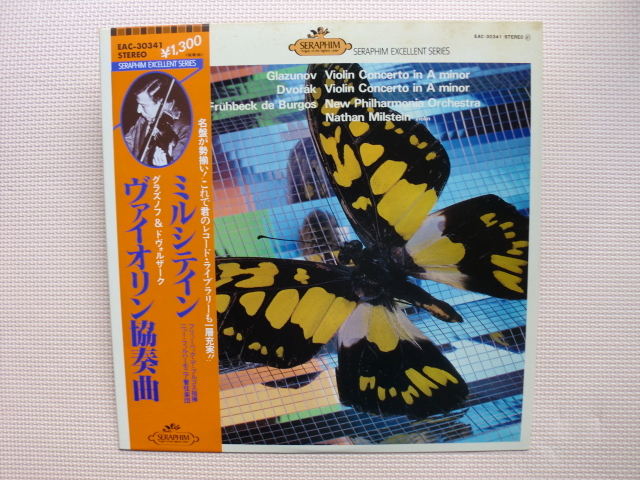 EAC-30341
STEREO
¥1,300
SERAPHIM EXCELLENT SERIES
名盤が勢揃い!これで君のレコード・ライブラリーも一層充実!!
ミルシテイン
グラズノフ&ドヴォルザーク
ヴァイオリン協奏曲
SERAPHIM
SERAPHIM
SERAPHIM EXCELLENT SERIES
EAC-30341 STEREO
Glazunov Violin Concerto in A minor
Dvořák Violin Concerto in A minor
Frühbeck de Burgos New Philharmonia Orchestra
Nathan Milstein violin